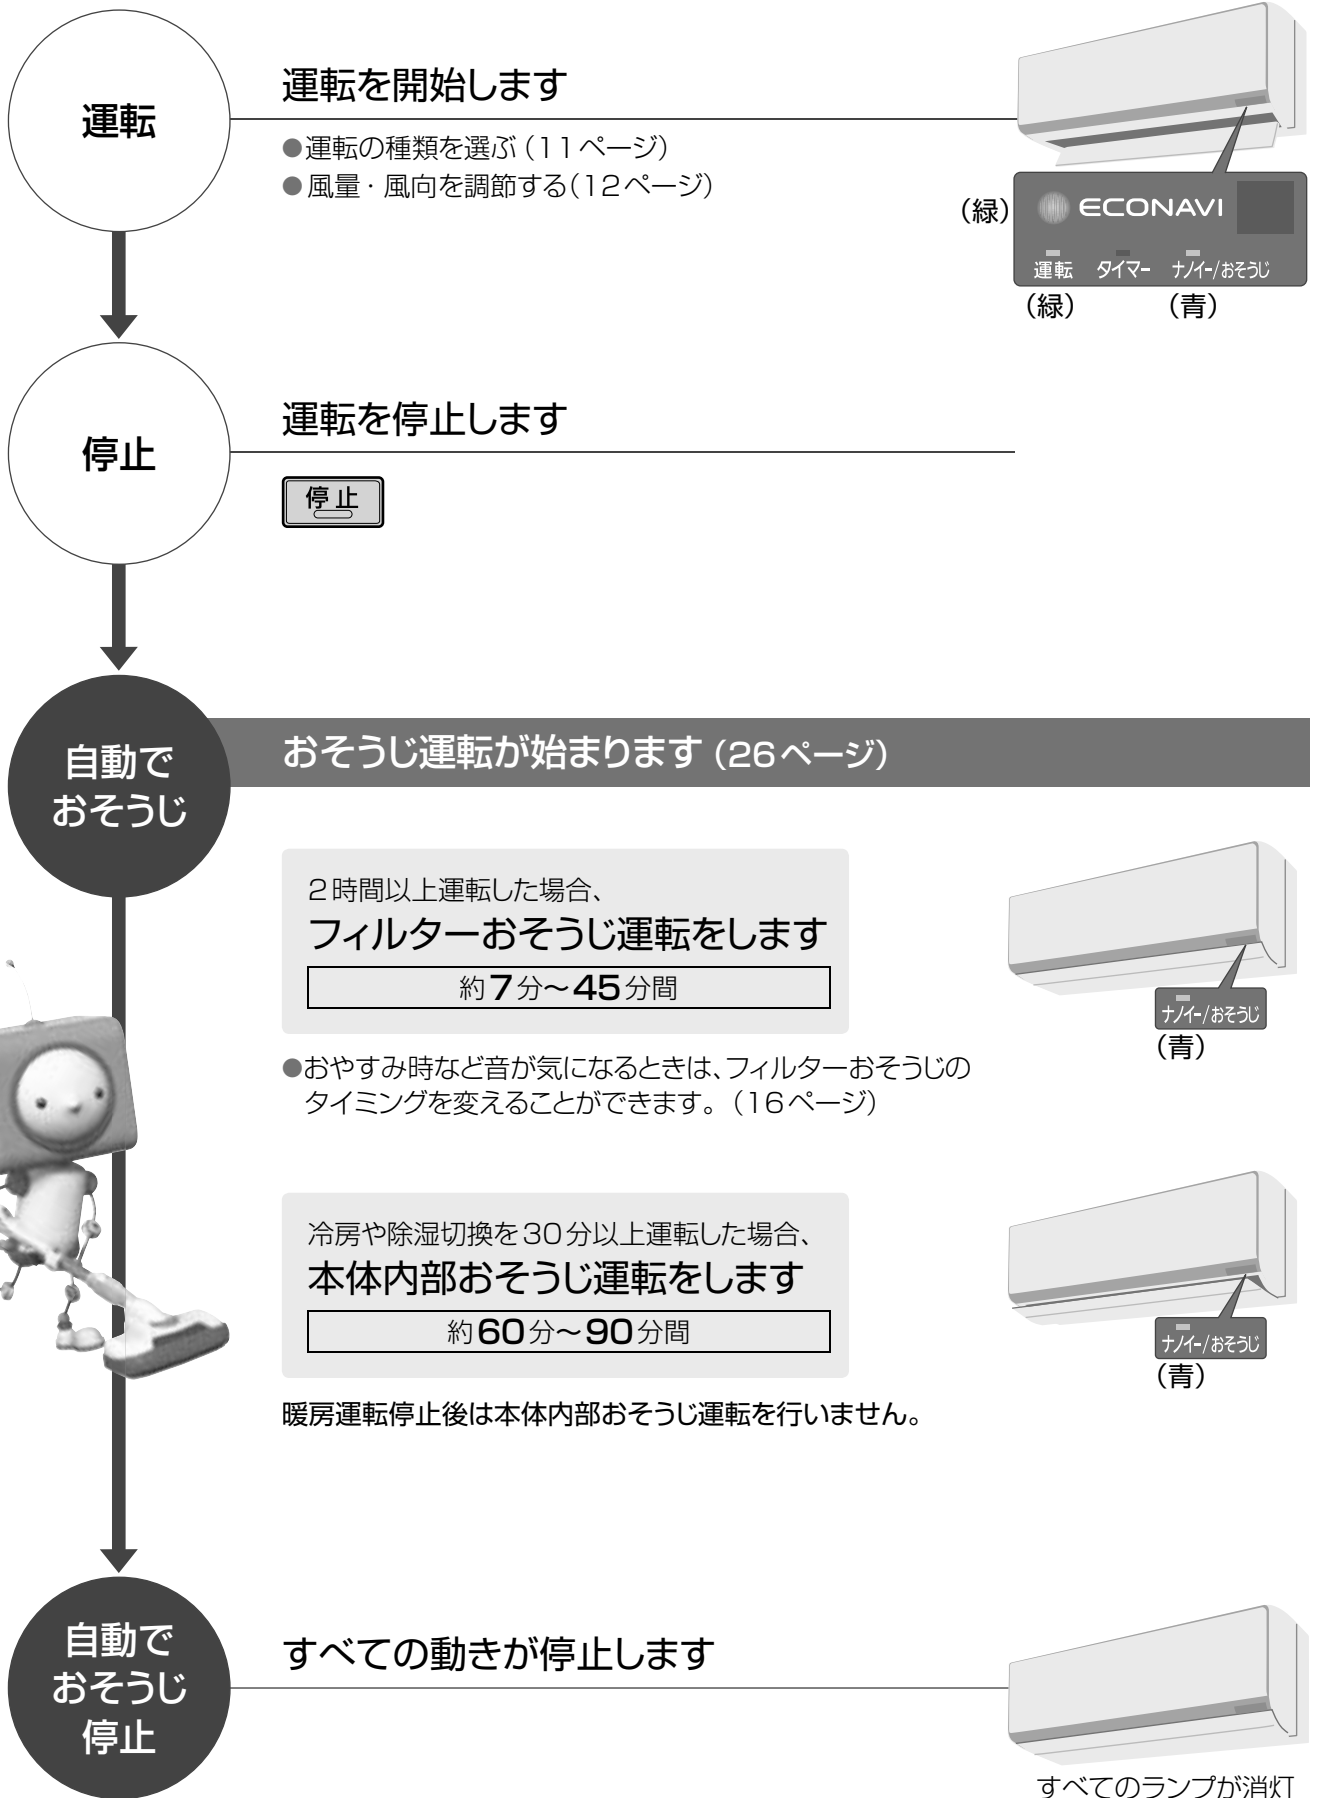 運転
運転を開始します
●運転の種類を選ぶ（11ページ）
●風量・風向を調節する（12ページ）
（緑）
ECONAVI
運転 タイマー ナノイー/おそうじ
（緑） （青）
停止
運転を停止します
停止
自動で
おそうじ
おそうじ運転が始まります（26ページ）
2時間以上運転した場合、
フィルターおそうじ運転をします
約7分～45分間
ナノイー/おそうじ
（青）
●おやすみ時など音が気になるときは、フィルターおそうじの
タイミングを変えることができます。（16ページ）
冷房や除湿切換を30分以上運転した場合、
本体内部おそうじ運転をします
約60分～90分間
ナノイー/おそうじ
（青）
暖房運転停止後は本体内部おそうじ運転を行いません。
自動で
おそうじ
停止
すべての動きが停止します
すべてのランプが消灯